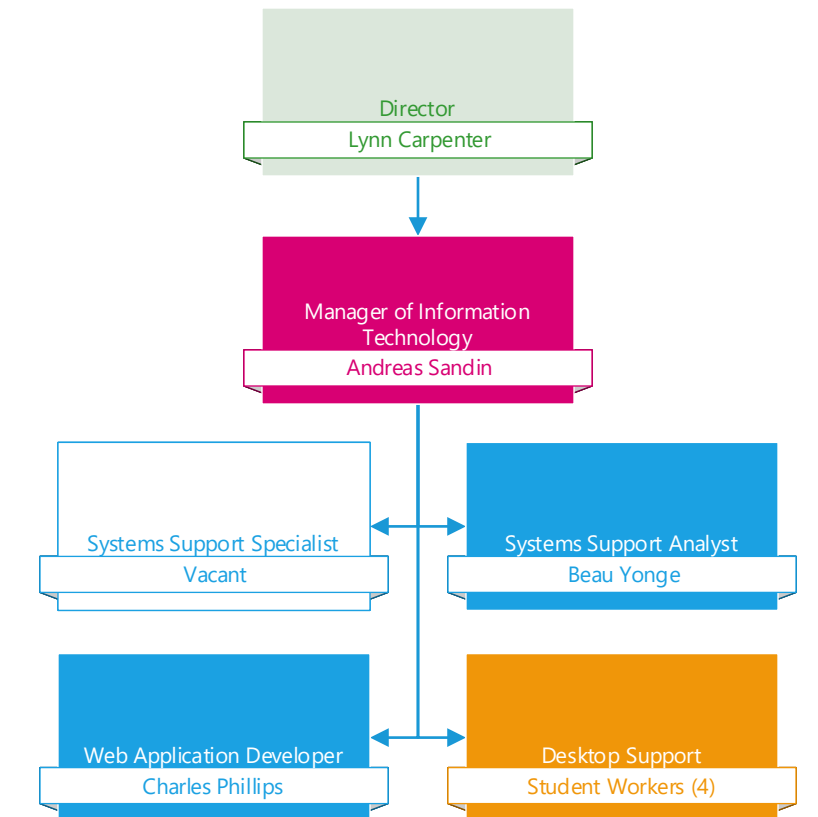 Director
Lynn Carpenter
Manager of Information
Technology
Andreas Sandin
Systems Support Specialist
Vacant
Systems Support Analyst
Beau Yonge
Web Application Developer
Charles Phillips
Desktop Support
Student Workers (4)